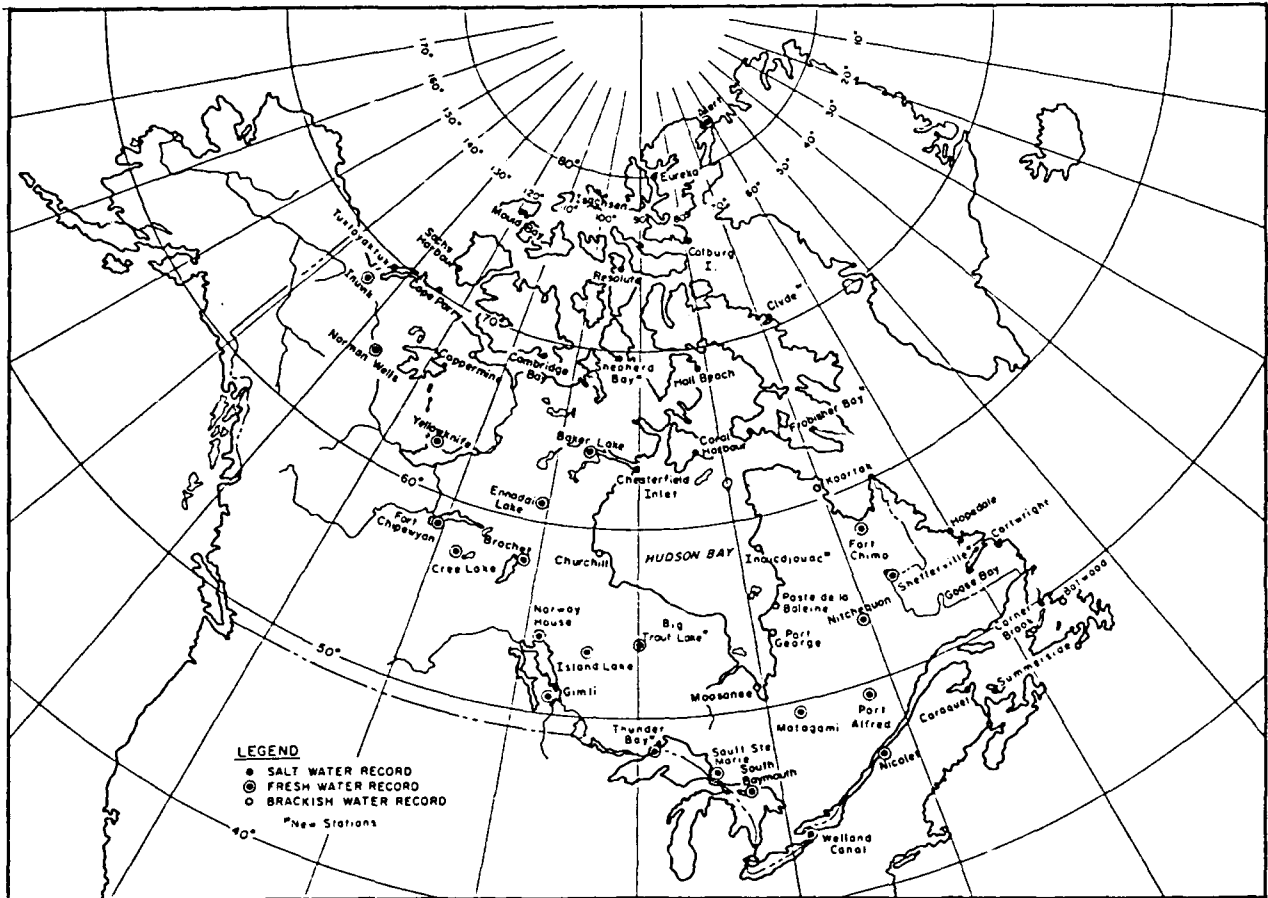 170°
160°
150°
140°
130°
120°
110°
100°
90°
80°
70°
60°
50°
40°
30°
20°
10°
80°
70°
60°
50°
40°
Alert
Eureka
Isachsen
Mould Bay
Sachs
Harbour
Resolute
Coburg
I.
Clyde*
Tuktoyaktuk
Inuvik
Cape Parry
Norman
Wells
Coppermine
Cambridge
Bay
Shepherd
Bay*
Hall Beach
Frobisher Bay*
Yellowknife
Baker Lake
Coral
Harbour
Chesterfield
Inlet
Koartak
Ennadai
Lake
Fort
Chipewyan
Brochet
Cree Lake
Churchill
HUDSON BAY
Inoucdjouac*
Fort
Chimo
Hopedale
Cartwright
Shefferville*
Goose Bay
Nitchequon
Poste de la
Baleine
Port
George
Norway
House
Island Lake
Big
Trout Lake*
Gimli
Moosonee
Corner
Brook
Botwood
Summerside
Caraquet
Port
Alfred
Matagami
Nicolet
Thunder
Bay*
Sault Ste
Marie
South
Baymouth
Welland
Canal
LEGEND
SALT WATER RECORD
FRESH WATER RECORD
BRACKISH WATER RECORD
*New Stations